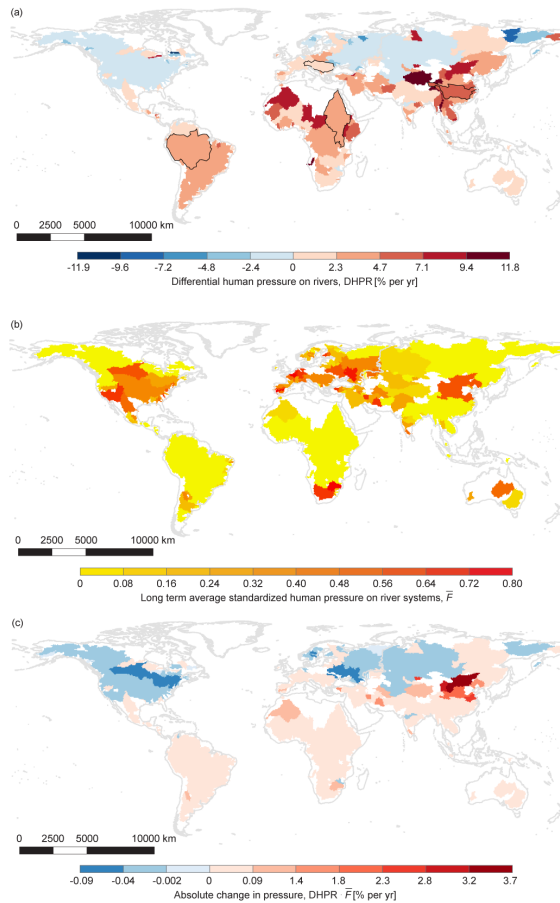 (a)
0 2500 5000 10000 km
-11.9 -9.6 -7.2 -4.8 -2.4 0 2.3 4.7 7.1 9.4 11.8
Differential human pressure on rivers, DHPR [% per yr]
(b)
0 2500 5000 10000 km
0 0.08 0.16 0.24 0.32 0.40 0.48 0.56 0.64 0.72 0.80
Long term average standardized human pressure on river systems, F̅
(c)
0 2500 5000 10000 km
-0.09 -0.04 -0.002 0 0.09 1.4 1.8 2.3 2.8 3.2 3.7
Absolute change in pressure, DHPR · F̅ [% per yr]